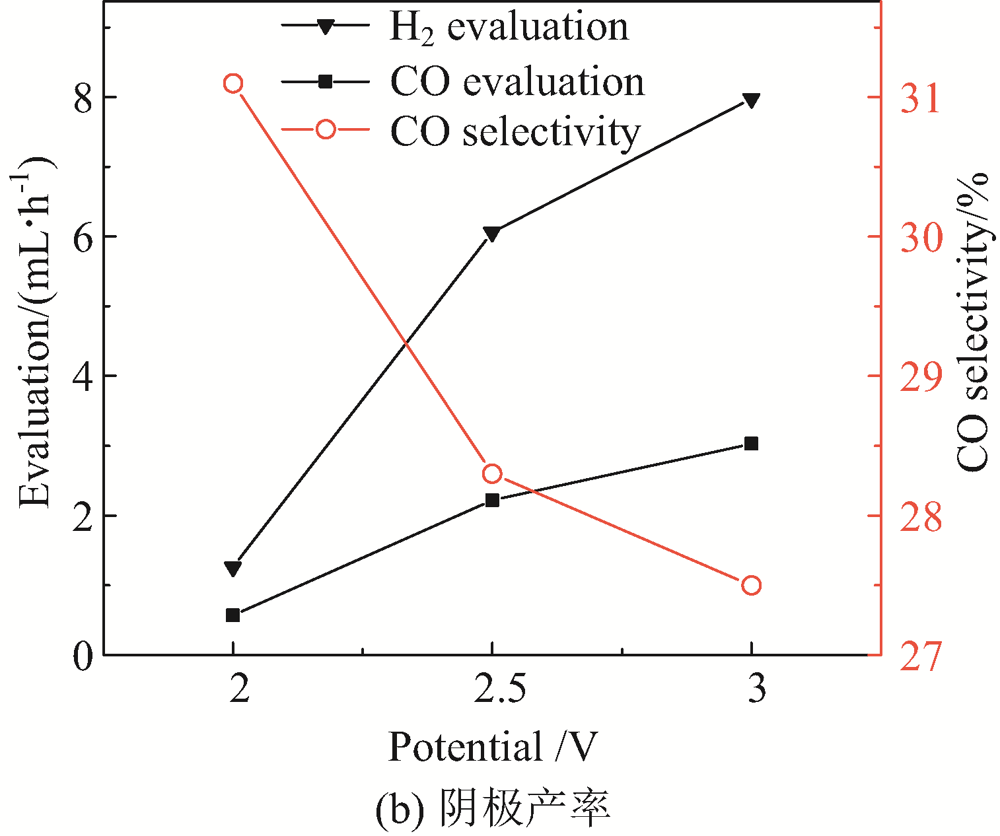 H₂ evaluation
CO evaluation
CO selectivity
Evaluation/(mL·h⁻¹)
8
6
4
2
0
31
30
29
28
27
CO selectivity/%
2 2.5 3
Potential /V
(b) 阴极产率